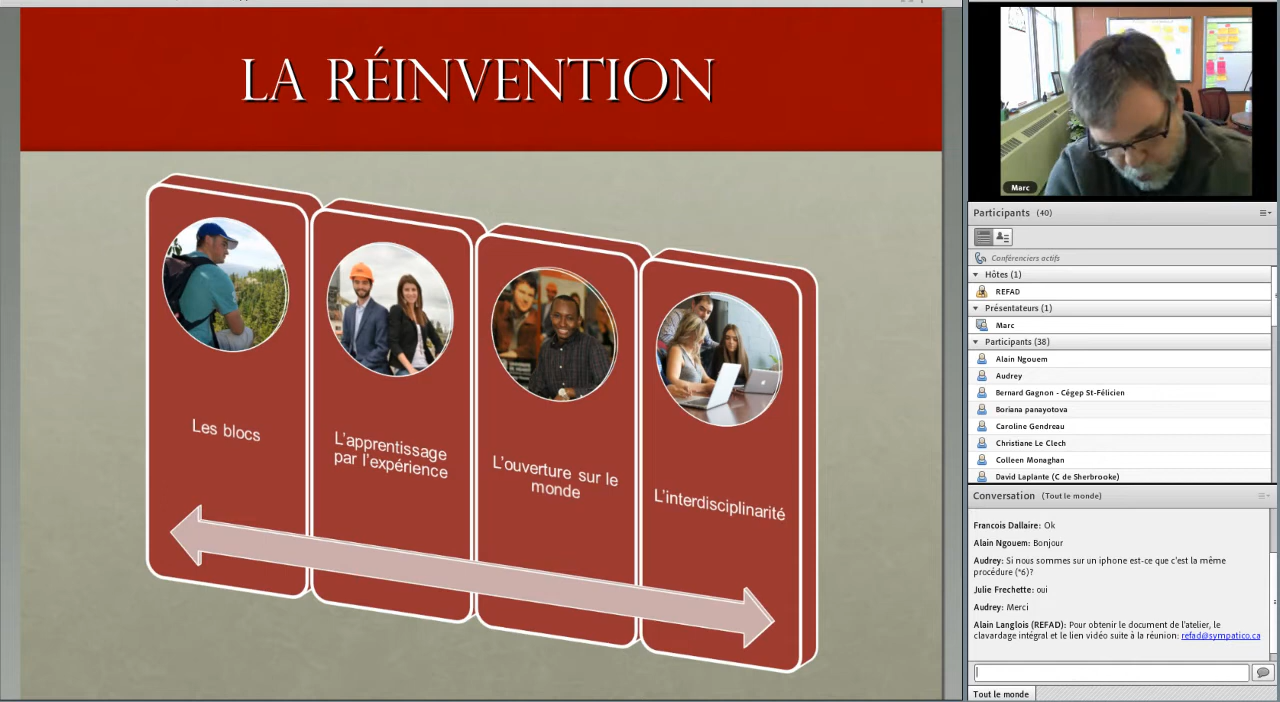 LA RÉINVENTION
Les blocs
L'apprentissage
par l'expérience
L'ouverture sur le
monde
L'interdisciplinarité
Marc
Participants (40)
Conférenciers actifs
Hôtes (1)
REFAD
Présentateurs (1)
Marc
Participants (38)
Alain Ngouem
Audrey
Bernard Gagnon - Cégep St-Félicien
Boriana panayotova
Caroline Gendreau
Christiane Le Clech
Colleen Monaghan
David Laplante (C de Sherbrooke)
Conversation (Tout le monde)
Francois Dallaire: Ok
Alain Ngouem: Bonjour
Audrey: Si nous sommes sur un iphone est-ce que c'est la même
procédure (*6)?
Julie Frechette: oui
Audrey: Merci
Alain Langlois (REFAD): Pour obtenir le document de l'atelier, le
clavardage intégral et le lien vidéo suite à la réunion: refad@sympatico.ca
Tout le monde